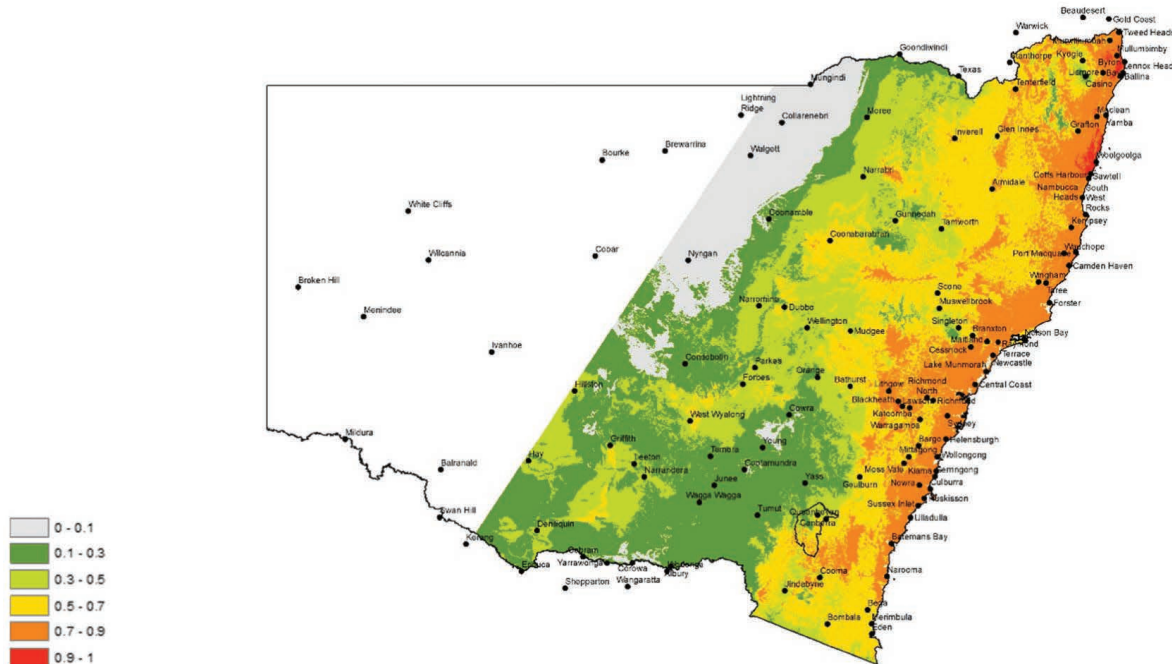 Beaudesert
Gold Coast
Warwick
Tweed Heads
Goondiwindi
Stanthorpe
Kyogle
Mullumbimby
Byron
Lennox Head
Lismore
Bay
Ballina
Casino
Texas
Tenterfield
Mungindi
Lightning
Ridge
Collarenebri
Moree
Maclean
Yamba
Grafton
Inverell
Glen Innes
Bourke
Brewarrina
Walgett
Woolgoolga
Narrabri
Coffs Harbour
Sawtell
Armidale
Nambucca
South
Heads
West
Rocks
White Cliffs
Coonamble
Gunnedah
Tamworth
Kempsey
Coonabarabran
Wilcannia
Cobar
Nyngan
Port Macquarie
Wauchope
Camden Haven
Broken Hill
Wingham
Taree
Scone
Forster
Menindee
Narromine
Dubbo
Muswellbrook
Wellington
Mudgee
Singleton
Branxton
Nelson Bay
Maitland
Raymond
Terrace
Cessnock
Newcastle
Ivanhoe
Condobolin
Parkes
Lake Munmorah
Orange
Forbes
Bathurst
Lithgow
Richmond
North
Central Coast
Hillston
Blackheath
Lawson
Richmond
Katoomba
Cowra
Warragamba
Sydney
West Wyalong
Mildura
Griffith
Young
Bargo
Helensburgh
Hay
Leeton
Temora
Mittagong
Wollongong
Balranald
Narrandera
Cootamundra
Moss Vale
Kiama
Gerringong
Junee
Yass
Goulburn
Nowra
Culburra
Wagga Wagga
Huskisson
Swan Hill
Tumut
Queanbeyan
Canberra
Sussex Inlet
Ulladulla
Deniliquin
Kerang
Batemans Bay
Cobram
Echuca
Yarrawonga
Corowa
Wodonga
Albury
Shepparton
Wangaratta
Cooma
Narooma
Jindabyne
Bega
Bombala
Merimbula
Eden
0 - 0.1
0.1 - 0.3
0.3 - 0.5
0.5 - 0.7
0.7 - 0.9
0.9 - 1